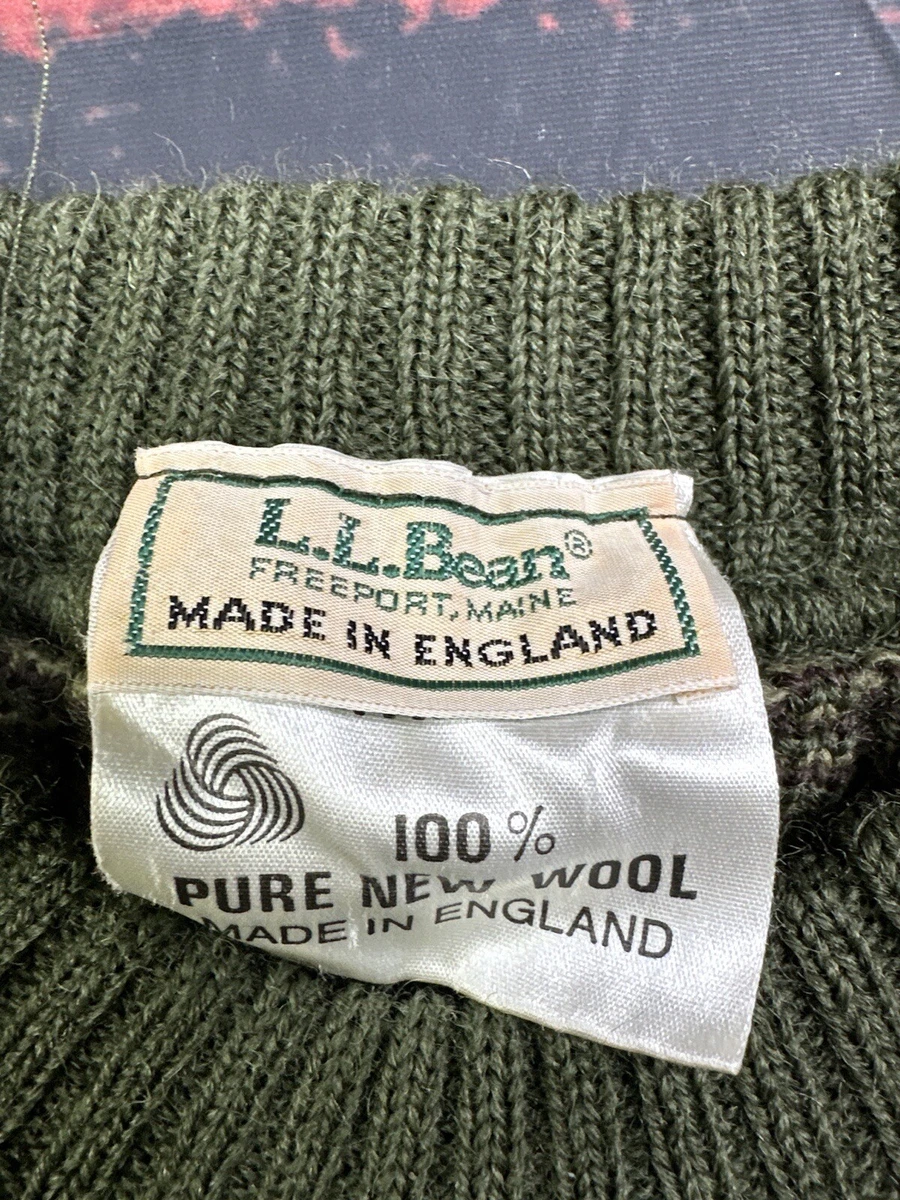 L.L.Bean®
FREEPORT, MAINE
MADE IN ENGLAND
100%
PURE NEW WOOL
MADE IN ENGLAND